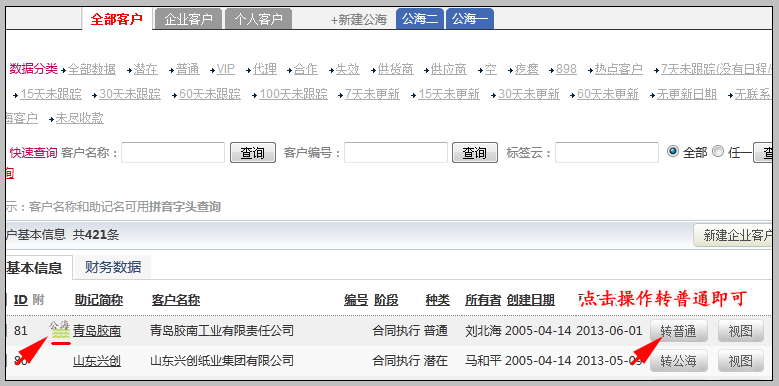 全部客户 企业客户 个人客户 +新建公海 公海二 公海一
数据分类 全部数据 潜在 普通 VIP 代理 合作 失效 供货商 供应商 空 疙瘩 898 热点客户 7天未跟踪(没有日程/
15天未跟踪 30天未跟踪 60天未跟踪 100天未跟踪 7天未更新 15天未更新 30天未更新 60天未更新 无更新日期 无联系
海客户 未尽收款
快速查询 客户名称： 查询 客户编号： 查询 标签云： 全部 任一 查
询
示：客户名称和助记名可用拼音字头查询
户基本信息 共421条 新建企业客户
基本信息 财务数据
点击操作转普通即可
ID 附 助记简称 客户名称 编号 阶段 种类 所有者 创建日期
81 公海 青岛胶南 青岛胶南工业有限责任公司 合同执行 普通 刘北海 2005-04-14 2013-06-01 转普通 视图
80 山东兴创 山东兴创纸业集团有限公司 合同执行 潜在 马和平 2005-04-14 2013-05-09 转公海 视图